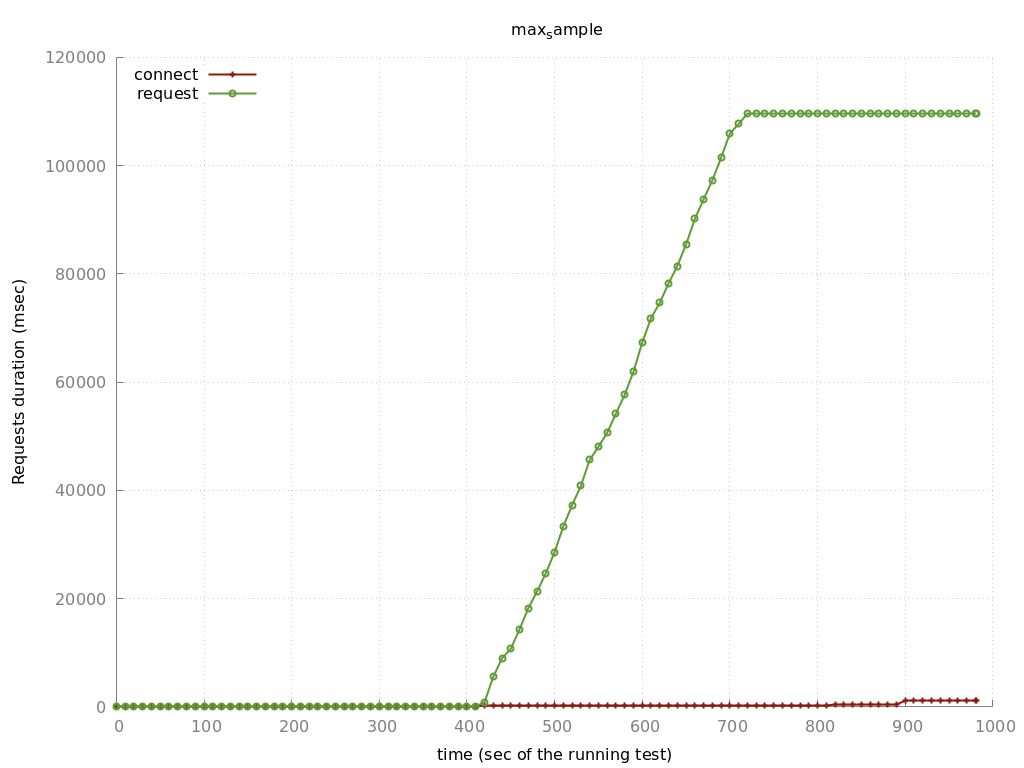 max_sample
connect
request
120000
100000
80000
60000
40000
20000
0
Requests duration (msec)
0 100 200 300 400 500 600 700 800 900 1000
time (sec of the running test)